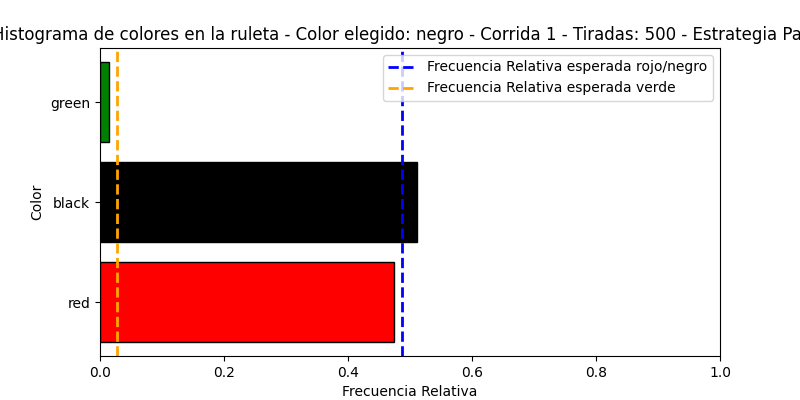 Histograma de colores en la ruleta - Color elegido: negro - Corrida 1 - Tiradas: 500 - Estrategia Pa
Frecuencia Relativa esperada rojo/negro
Frecuencia Relativa esperada verde
green
black
red
Color
0.0 0.2 0.4 0.6 0.8 1.0
Frecuencia Relativa